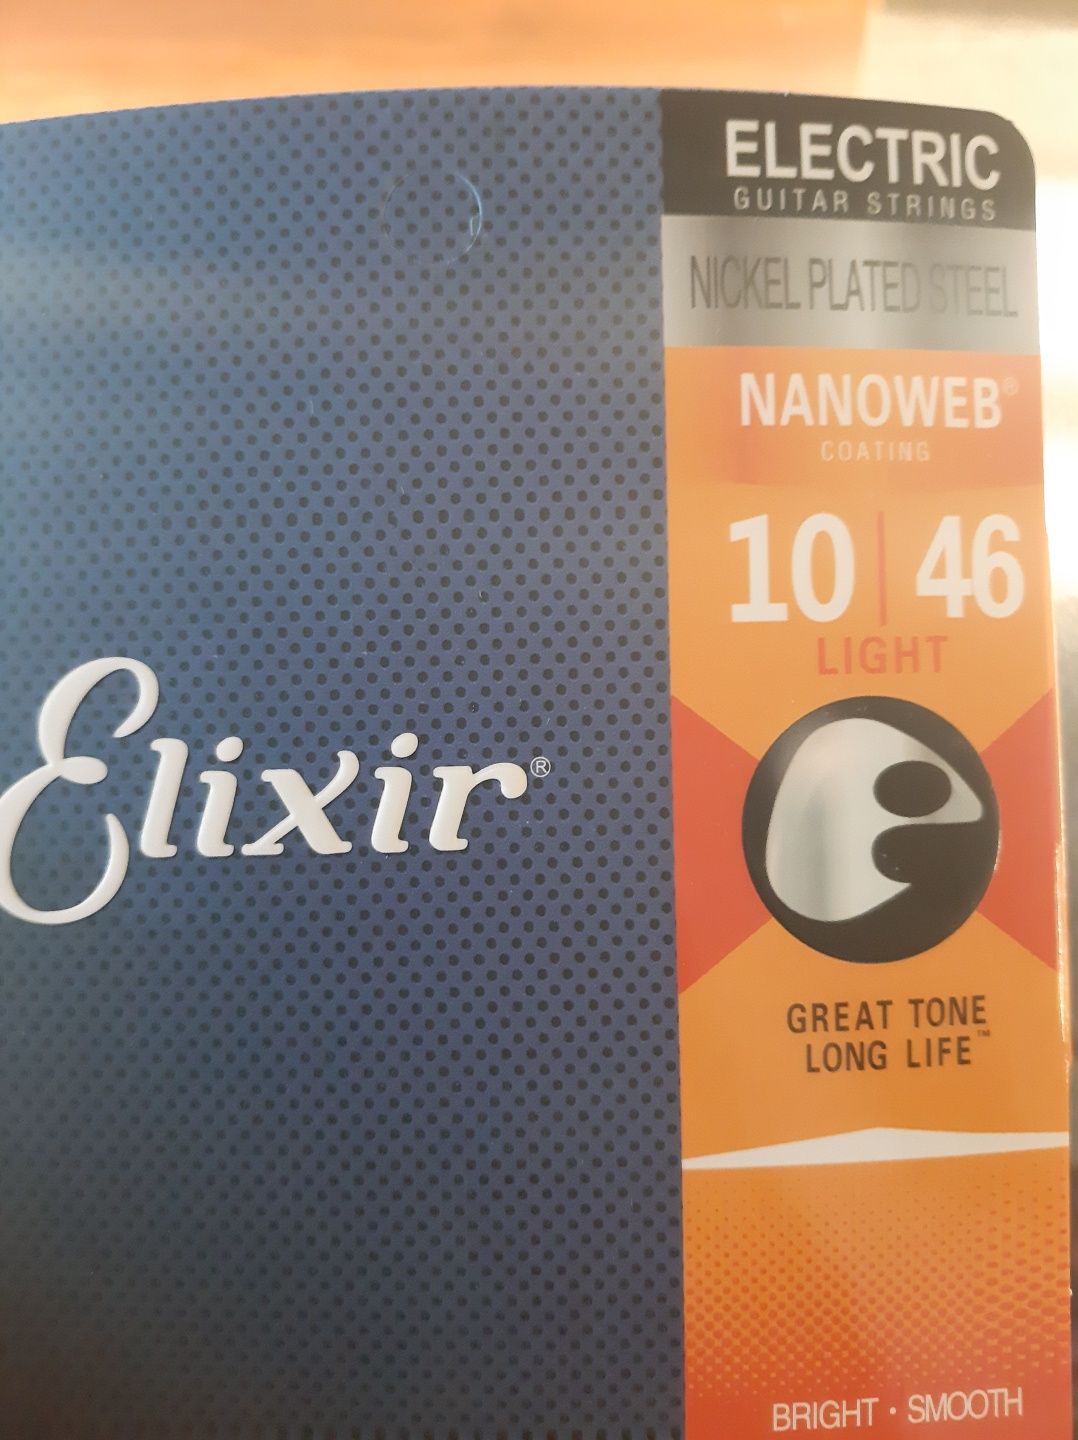 ELECTRIC
GUITAR STRINGS
NICKEL PLATED STEEL
NANOWEB®
COATING
10 | 46
LIGHT
Elixir®
GREAT TONE
LONG LIFE™
BRIGHT · SMOOTH